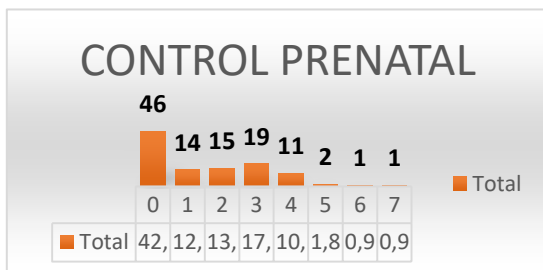 CONTROL PRENATAL
46 14 15 19 11 2 1 1
Total
0 1 2 3 4 5 6 7
Total 42, 12, 13, 17, 10, 1,8 0,9 0,9